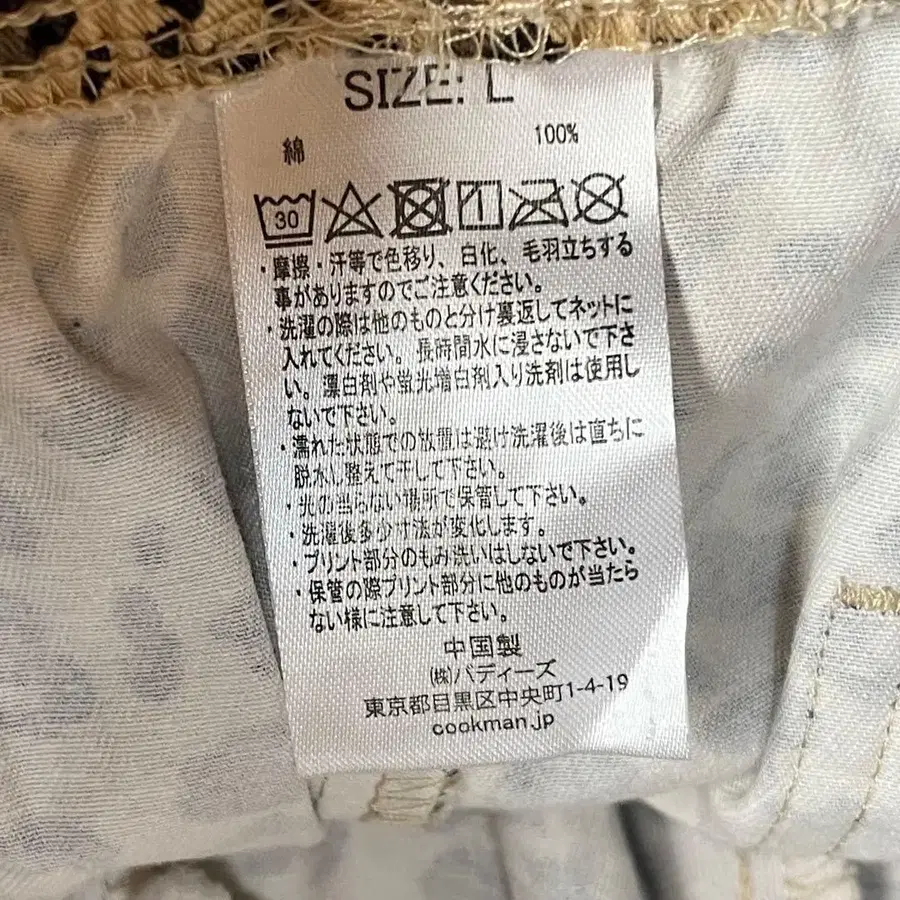 SIZE: L
綿 100%
30
・摩擦・汗等で色移り、白化、毛羽立ちする
事がありますのでご注意ください。
・洗濯の際は他のものと分け裏返してネットに
入れてください。長時間水に浸さないで下さ
い。漂白剤や蛍光増白剤入り洗剤は使用し
ないで下さい。
・濡れた状態での放置は避け洗濯後は直ちに
脱水し整えて干して下さい。
・光の当らない場所で保管して下さい。
・洗濯後多少寸法が変化します。
・プリント部分のもみ洗いはしないで下さい。
・保管の際プリント部分に他のものが当たら
ない様に注意して下さい。
中国製
㈱バディーズ
東京都目黒区中央町1-4-19
cookman.jp